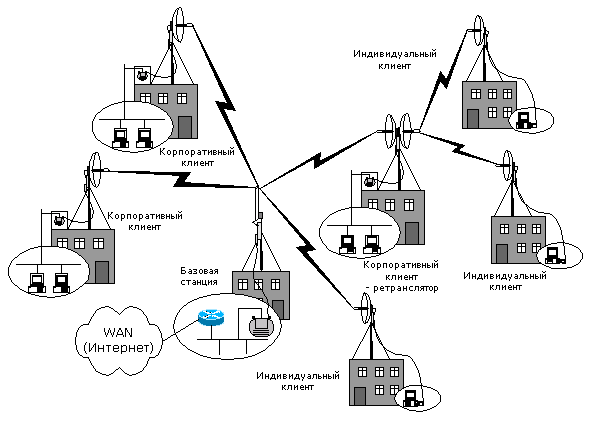 Индивидуальный
клиент
Корпоративный
клиент
Корпоративный
клиент
Базовая
станция
Корпоративный
клиент
- ретранслятор
Индивидуальный
клиент
WAN
(Интернет)
Индивидуальный
клиент